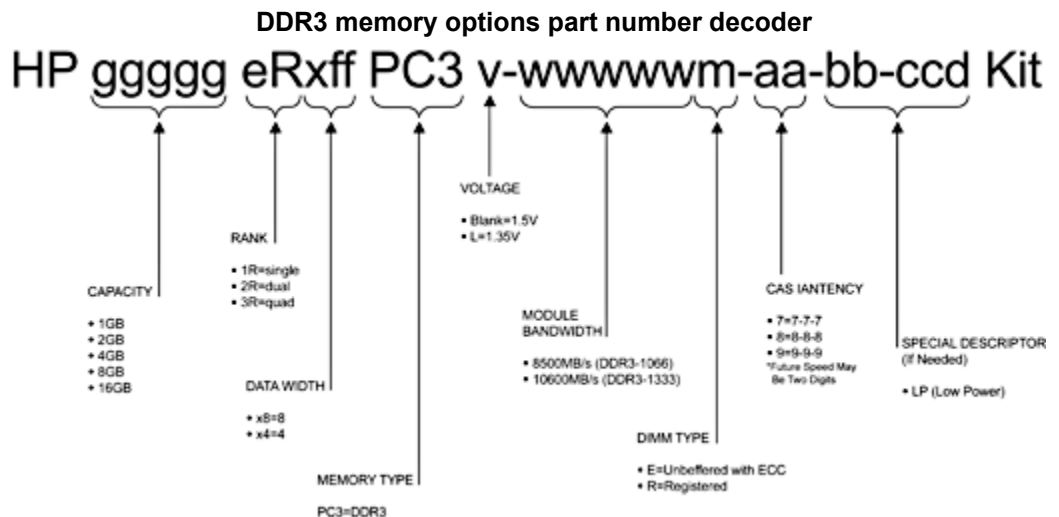 DDR3 memory options part number decoder
HP ggggg eRxff PC3 v-wwwwwm-aa-bb-ccd Kit
CAPACITY
• 1GB
• 2GB
• 4GB
• 8GB
• 16GB
RANK
• 1R=single
• 2R=dual
• 3R=quad
DATA WIDTH
• x8=8
• x4=4
MEMORY TYPE
PC3=DDR3
VOLTAGE
• Blank=1.5V
• L=1.35V
MODULE
BANDWIDTH
• 8500MB/s (DDR3-1066)
• 10600MB/s (DDR3-1333)
DIMM TYPE
• E=Unbeffered with ECC
• R=Registered
CAS IANTENCY
• 7=7-7-7
• 8=8-8-8
• 9=9-9-9
*Future Speed May
Be Two Digits
SPECIAL DESCRIPTOR
(If Needed)
• LP (Low Power)